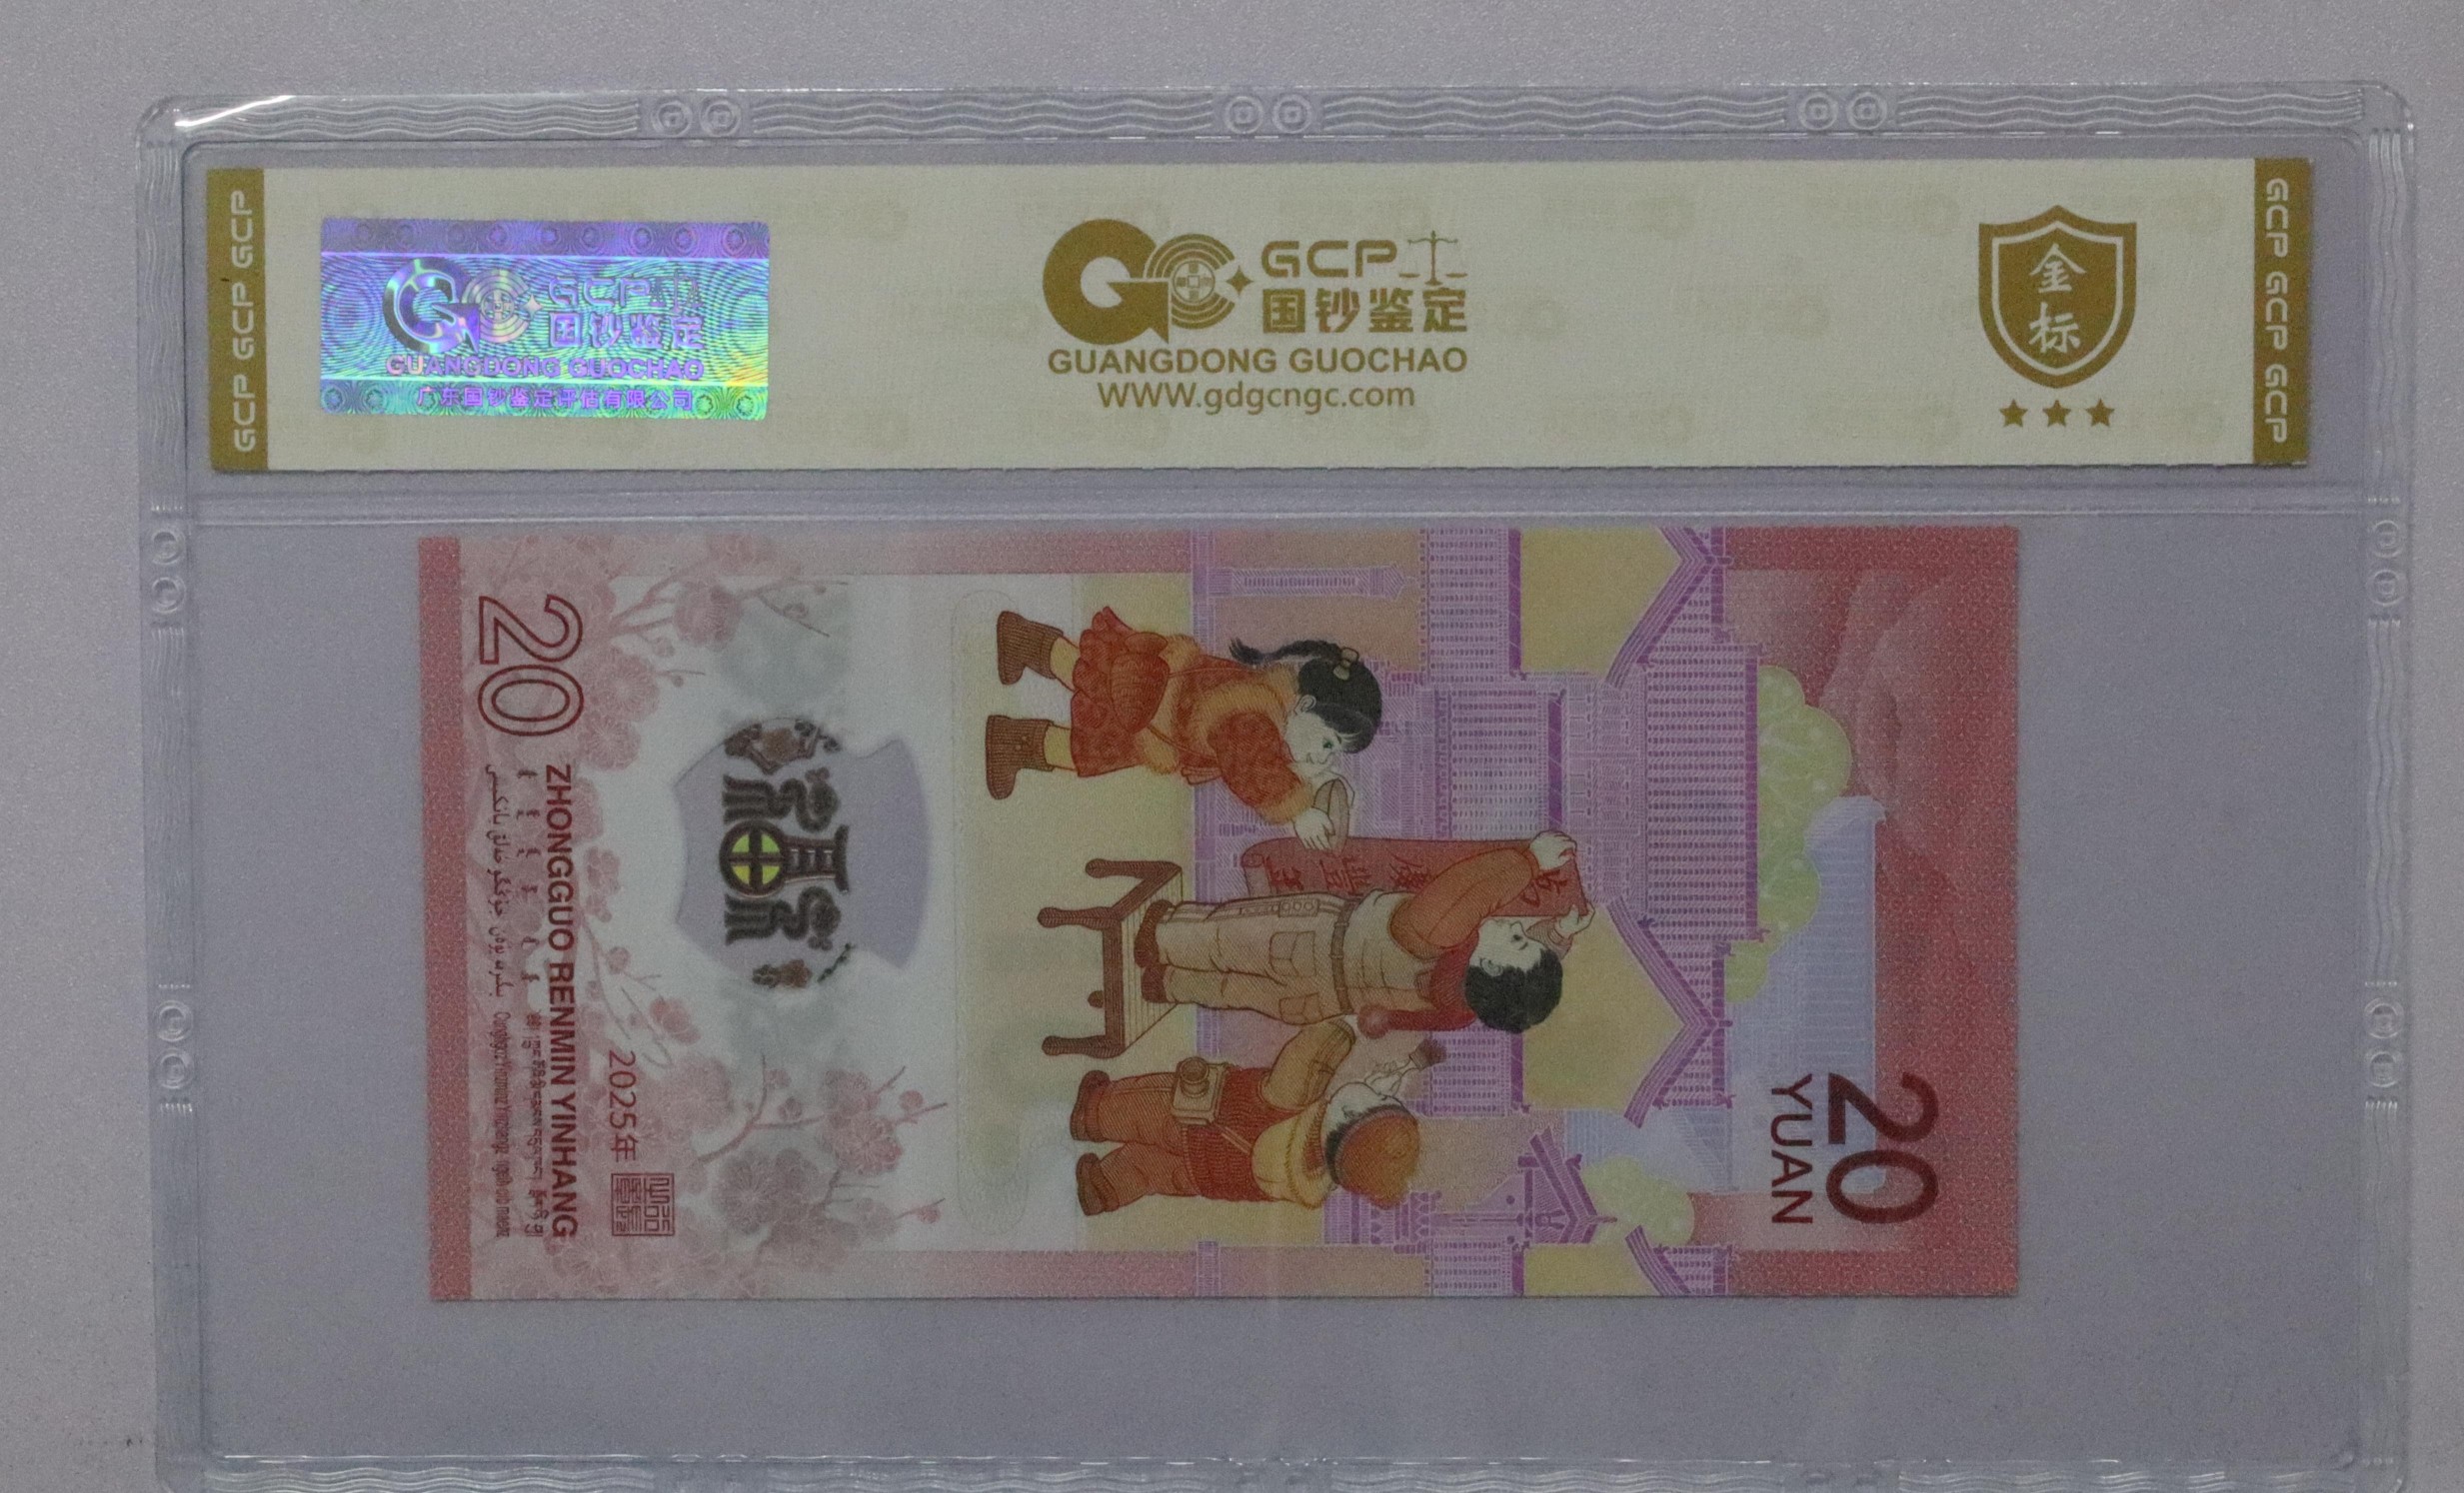 GCP GCP GCP
GCP
国钞鉴定
GUANGDONG GUOCHAO
广东国钞鉴定评估有限公司
GCP
国钞鉴定
GUANGDONG GUOCHAO
WWW.gdgcngc.com
金
标
GCP GCP GCP
20
YUAN
2025年
20
ZHONGGUO RENMIN YINHANG